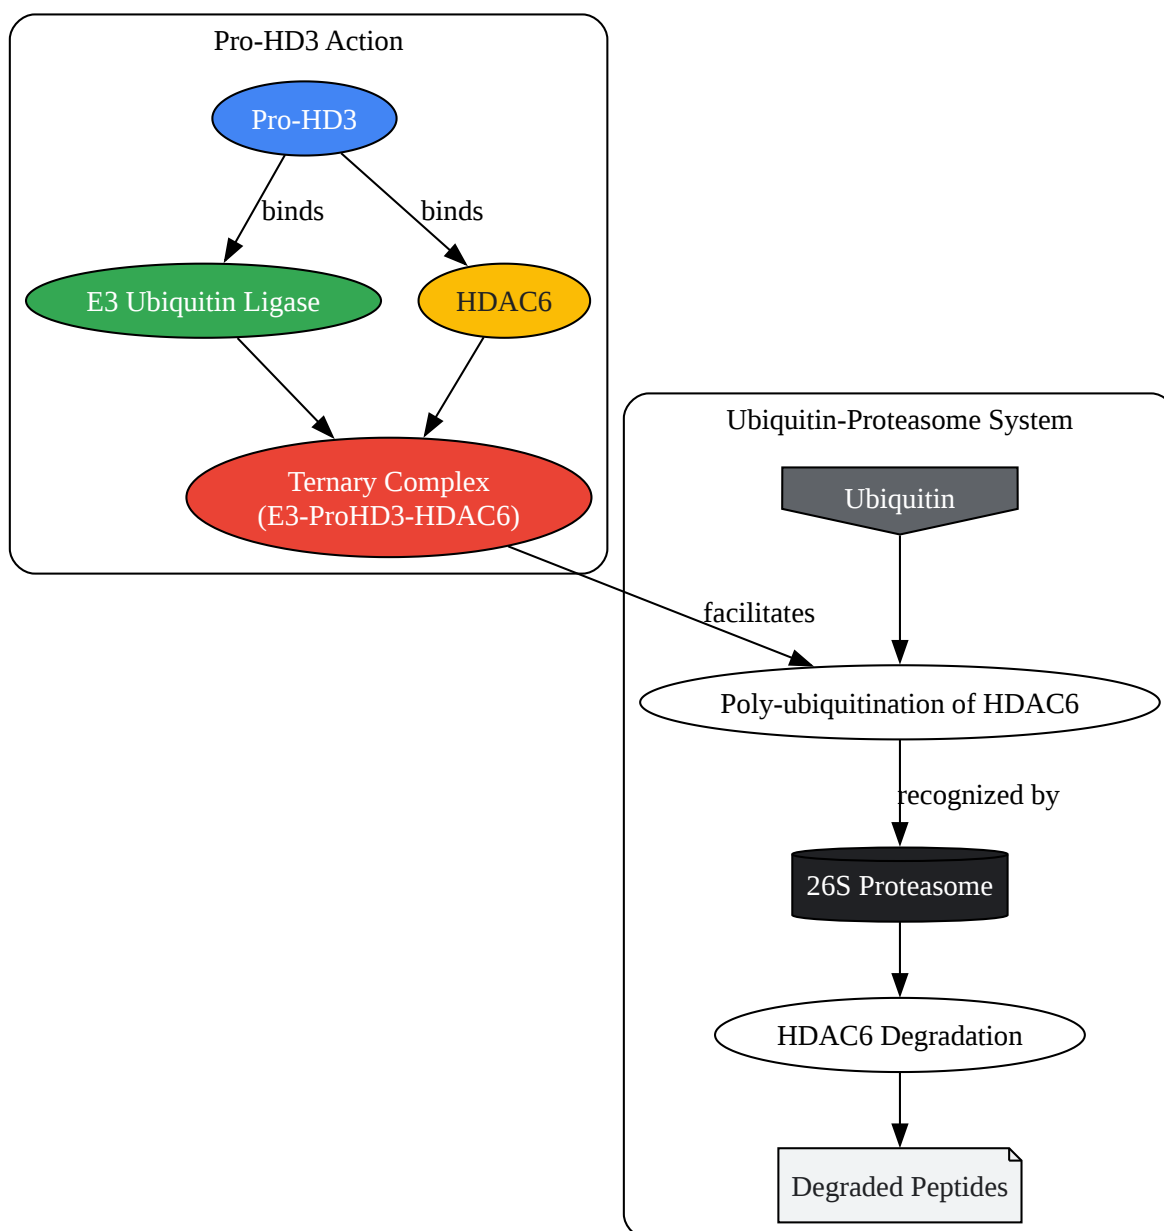 Pro-HD3 Action
Pro-HD3
binds
binds
E3 Ubiquitin Ligase
HDAC6
Ternary Complex
(E3-ProHD3-HDAC6)
facilitates
Ubiquitin-Proteasome System
Ubiquitin
Poly-ubiquitination of HDAC6
recognized by
26S Proteasome
HDAC6 Degradation
Degraded Peptides